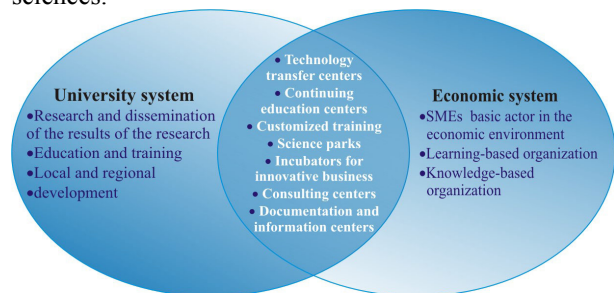 sciences.
University system
•Research and dissemination
of the results of the research
•Education and training
•Local and regional
•development
• Technology
transfer centers
• Continuing
education centers
• Customized training
• Science parks
• Incubators for
innovative business
• Consulting centers
• Documentation and
information centers
Economic system
•SMEs basic actor in the
economic environment
•Learning-based organization
•Knowledge-based
organization